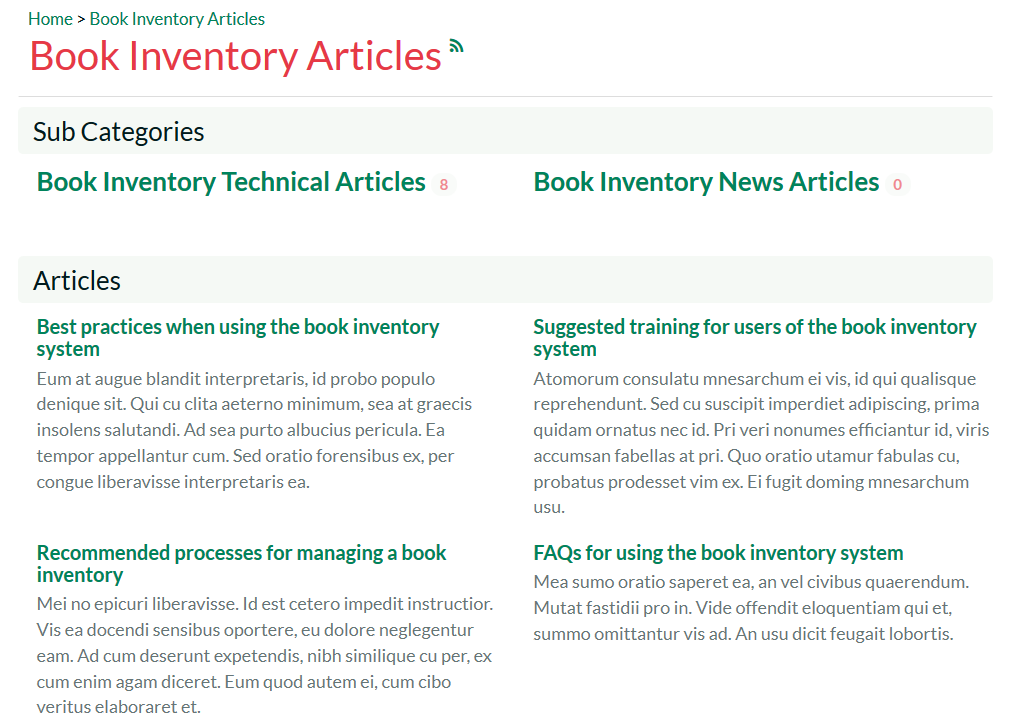 Home > Book Inventory Articles
Book Inventory Articles
Sub Categories
Book Inventory Technical Articles 8
Book Inventory News Articles 0
Articles
Best practices when using the book inventory
system
Eum at augue blandit interpretaris, id probo populo
denique sit. Qui cu clita aeterno minimum, sea at graecis
insolens salutandi. Ad sea purto albucius pericula. Ea
tempor appellantur cum. Sed oratio forensibus ex, per
congue liberavisse interpretaris ea.
Suggested training for users of the book inventory
system
Atomorum consulatu mnesarchum ei vis, id qui qualisque
reprehendunt. Sed cu suscipit imperdiet adipiscing, prima
quidam ornatus nec id. Pri veri nonumes efficiantur id, viris
accumsan fabellas at pri. Quo oratio utamur fabulas cu,
probatus prodesset vim ex. Ei fugit doming mnesarchum
usu.
Recommended processes for managing a book
inventory
Mei no epicuri liberavisse. Id est cetero impedit instructior.
Vis ea docendi sensibus oportere, eu dolore neglegentur
eam. Ad cum deserunt expetendis, nibh similique cu per, ex
cum enim agam diceret. Eum quod autem ei, cum cibo
veritus elaboraret et.
FAQs for using the book inventory system
Mea sumo oratio saperet ea, an vel civibus quaerendum.
Mutat fastidii pro in. Vide offendit eloquentiam qui et,
summo omittantur vis ad. An usu dicit feugait lobortis.